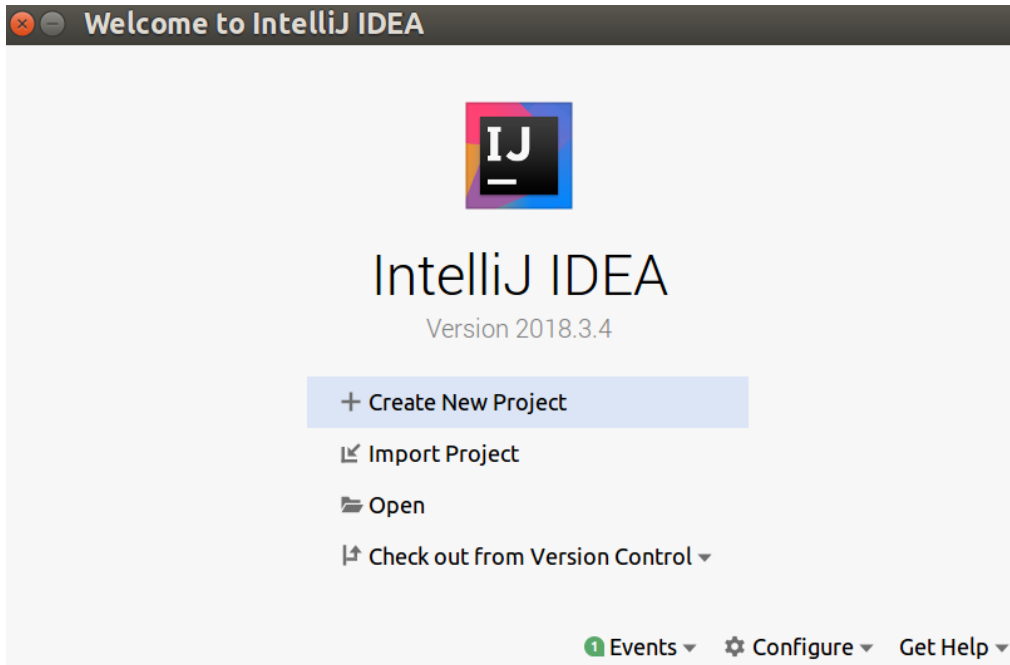 Welcome to IntelliJ IDEA
IJ
IntelliJ IDEA
Version 2018.3.4
Create New Project
Import Project
Open
Check out from Version Control
1 Events Configure Get Help